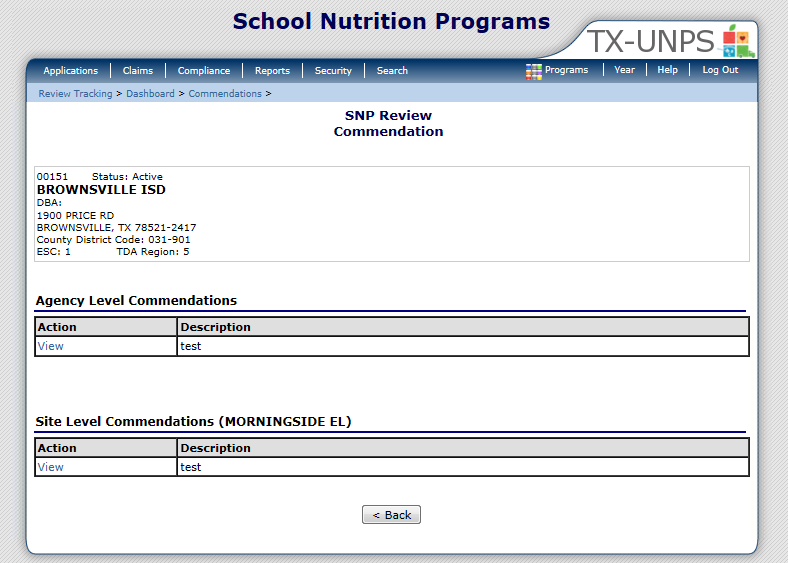 School Nutrition Programs
TX-UNPS
Applications Claims Compliance Reports Security Search Programs Year Help Log Out
Review Tracking > Dashboard > Commendations >
SNP Review
Commendation
00151 Status: Active
BROWNSVILLE ISD
DBA:
1900 PRICE RD
BROWNSVILLE, TX 78521-2417
County District Code: 031-901
ESC: 1 TDA Region: 5
Agency Level Commendations
Action Description
View test
Site Level Commendations (MORNINGSIDE EL)
Action Description
View test
< Back